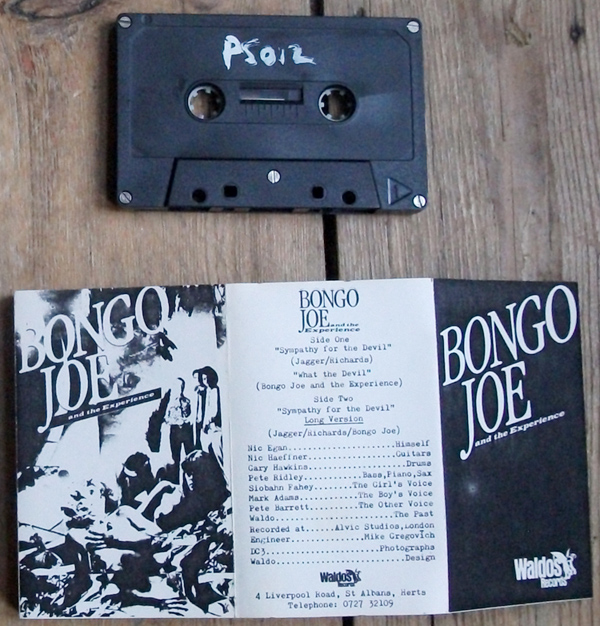 PS012
BONGO
JOE
and the Experience
BONGO
JOE and the
Experience
Side One
"Sympathy for the Devil"
(Jagger/Richards)
"What the Devil"
(Bongo Joe and the Experience)
Side Two
"Sympathy for the Devil"
Long Version
(Jagger/Richards/Bongo Joe)
Nic Egan..............................Himself
Nic Haeffner..........................Guitars
Gary Hawkins............................Drums
Pete Ridley...................Bass,Piano,Sax
Siobahn Fahey................The Girl's Voice
Mark Adams....................The Boy's Voice
Pete Barrett..................The Other Voice
Waldo................................The Past
Recorded at..............Alvic Studios,London
Engineer.......................Mike Gregovich
DC3...............................Photographs
Waldo..................................Design
Waldos
Records
4 Liverpool Road, St Albans, Herts
Telephone: 0727 32109
BONGO
JOE
and the Experience
Waldos
Records